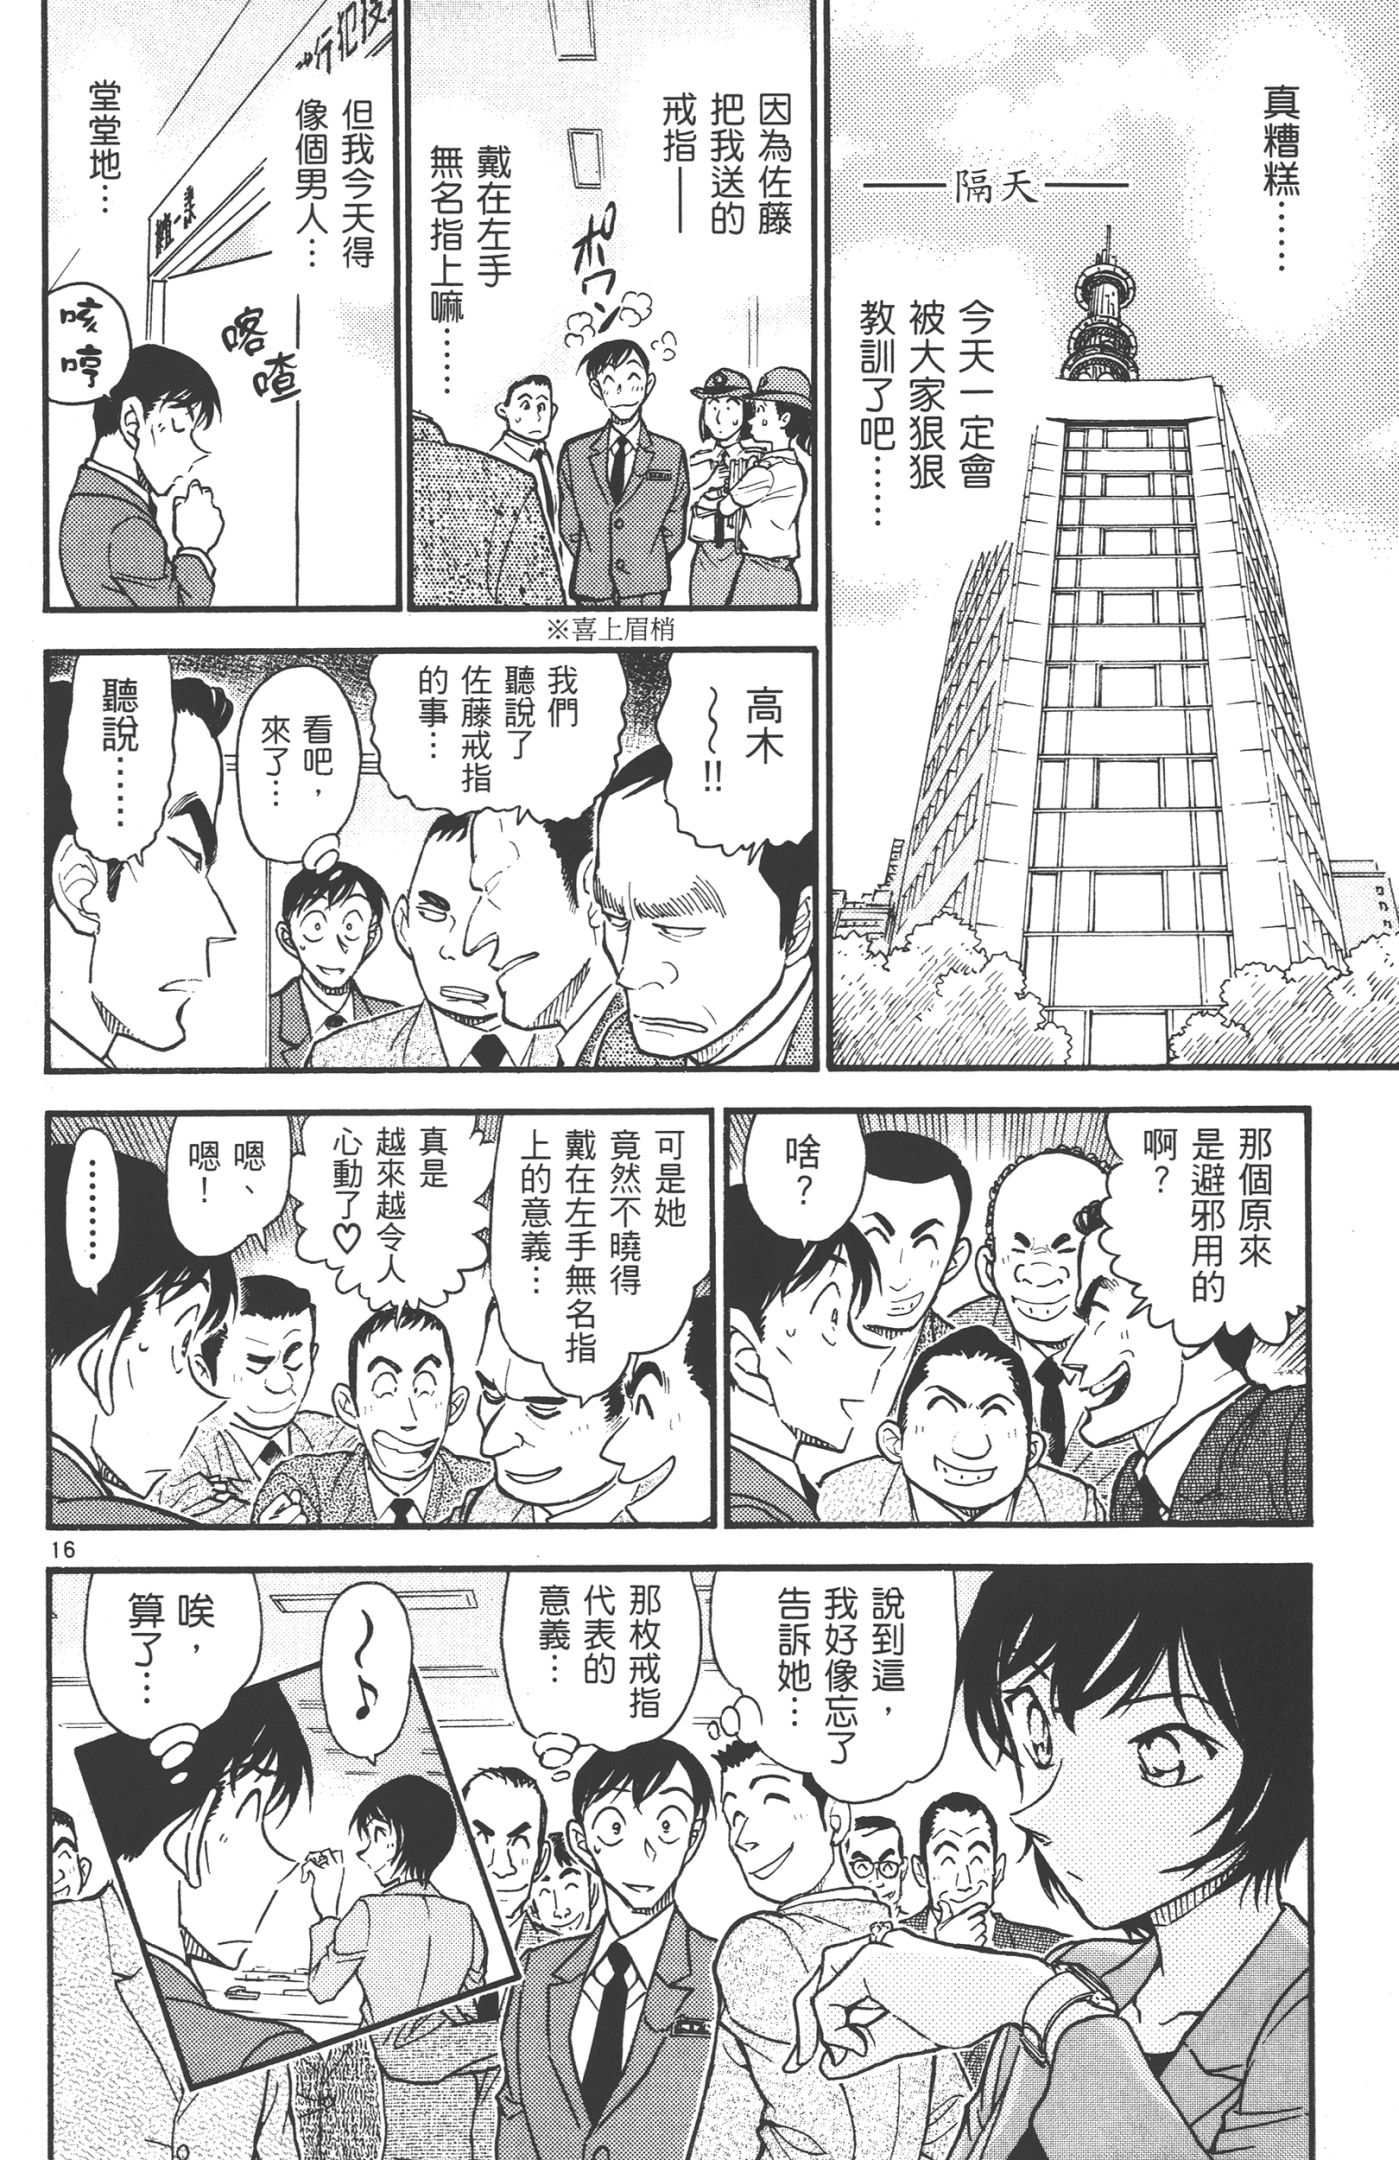 真糟糕……
隔天
今天一定會
被大家狠狠
教訓了吧……
因為佐藤
把我送的
戒指——
戴在左手
無名指上嘛……
ポワン
※喜上眉梢
但我今天得
像個男人…
堂堂地…
喀喳
咳
哼
高木
～～!!
我們
聽說了
佐藤戒指
的事…
看吧，
來了…
聽說……
那個原來
是避邪用的
啊？
啥？
可是她
竟然不曉得
戴在左手無名指
上的意義…
真是
越來越令人
心動了♡
嗯、
嗯！
………
16
說到這，
我好像忘了
告訴她…
那枚戒指
代表的
意義…
～♪
唉，
算了…